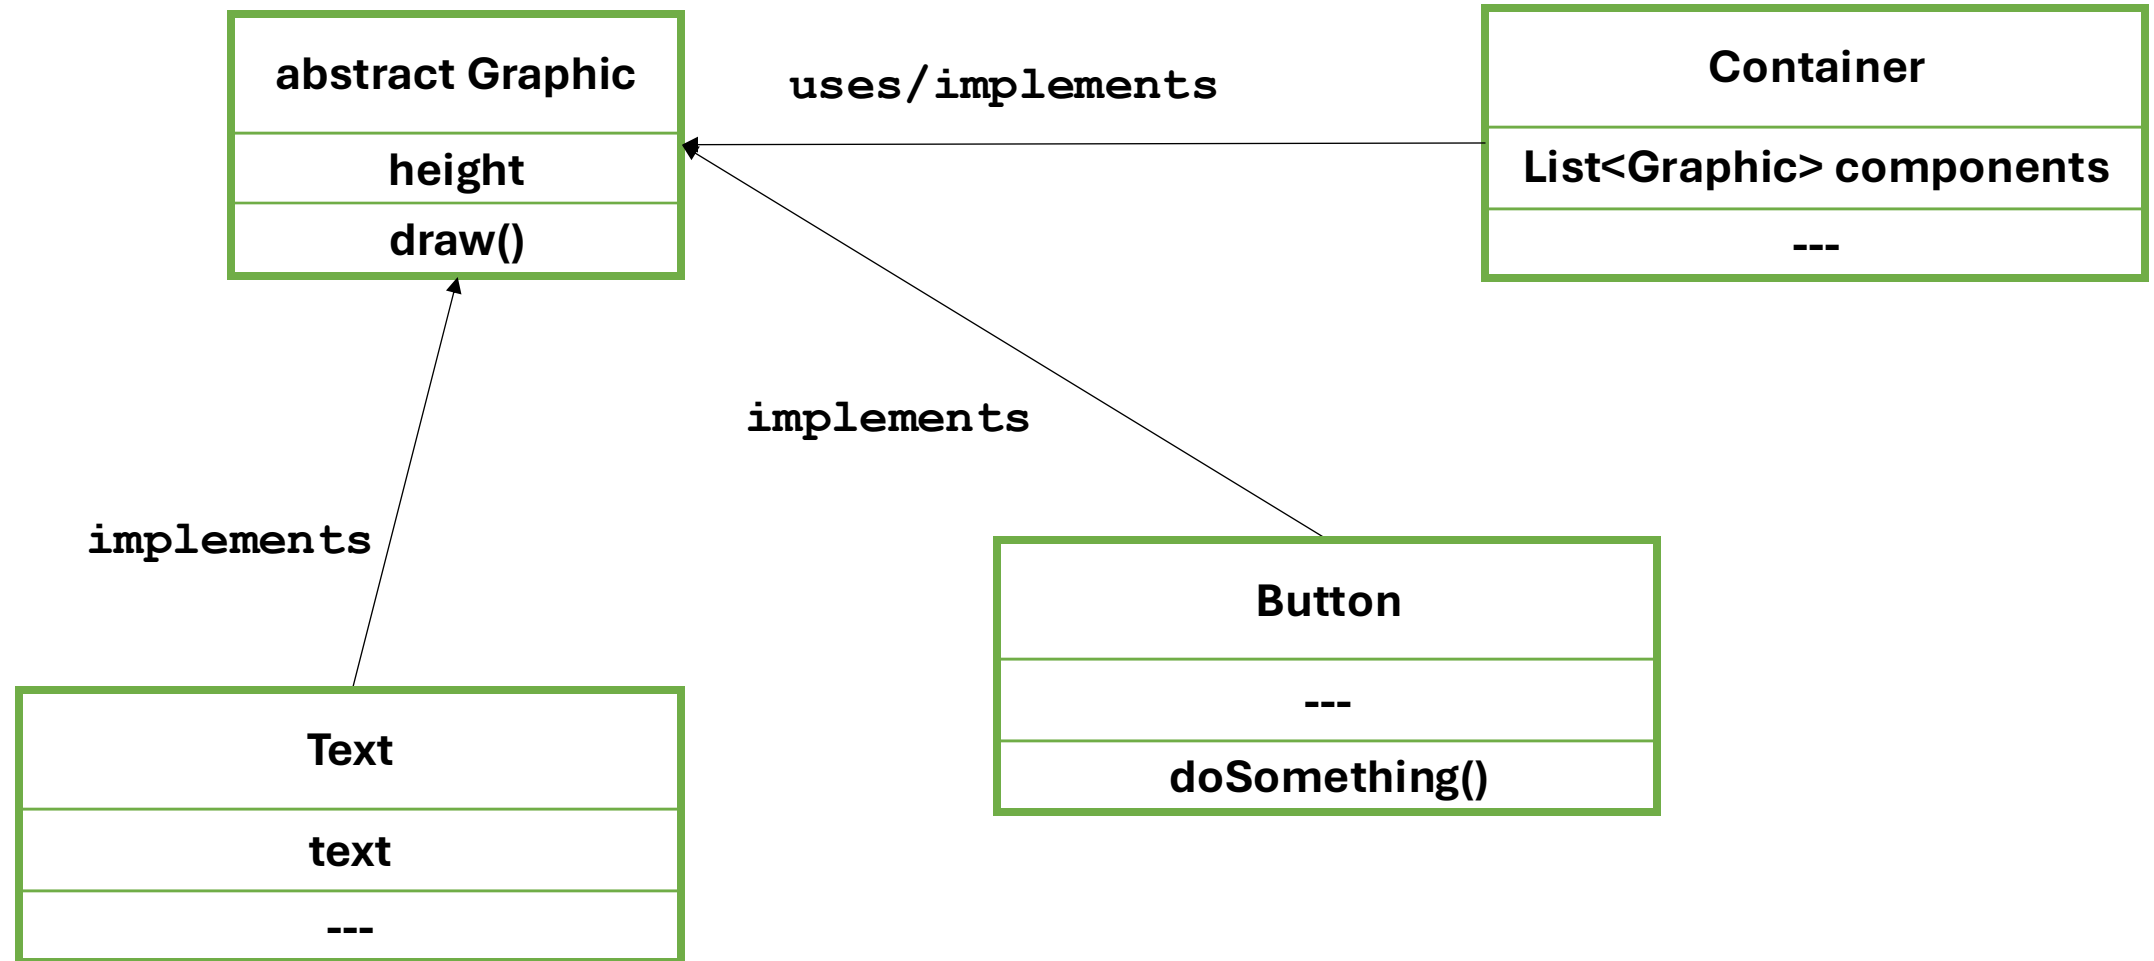 abstract Graphic
height
draw()
uses/implements
Container
List<Graphic> components
---
implements
implements
Button
---
doSomething()
Text
text
---